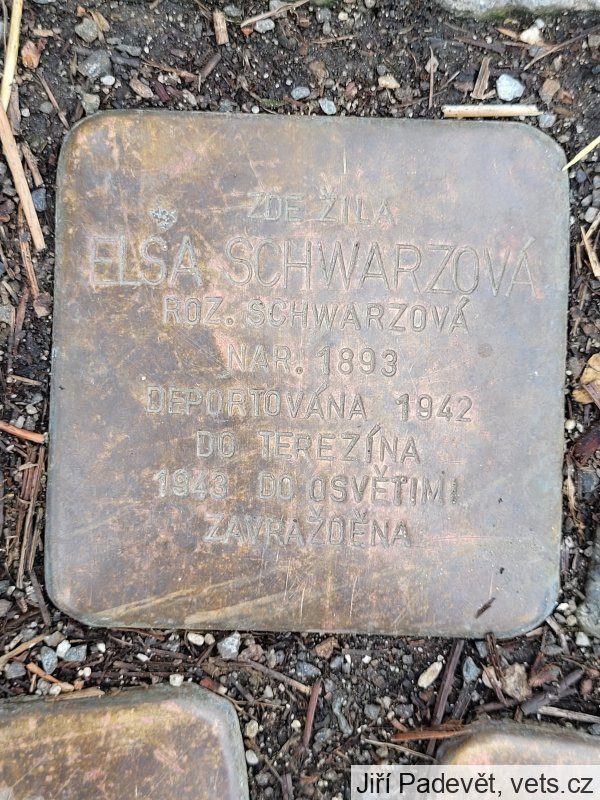 ZDE ŽILA
ELSA SCHWARZOVÁ
ROZ. SCHWARZOVÁ
NAR. 1893
DEPORTOVÁNA 1942
DO TEREZÍNA
1943 DO OSVĚTIMI
ZAVRAŽDĚNA
Jiří Padevět, vets.cz